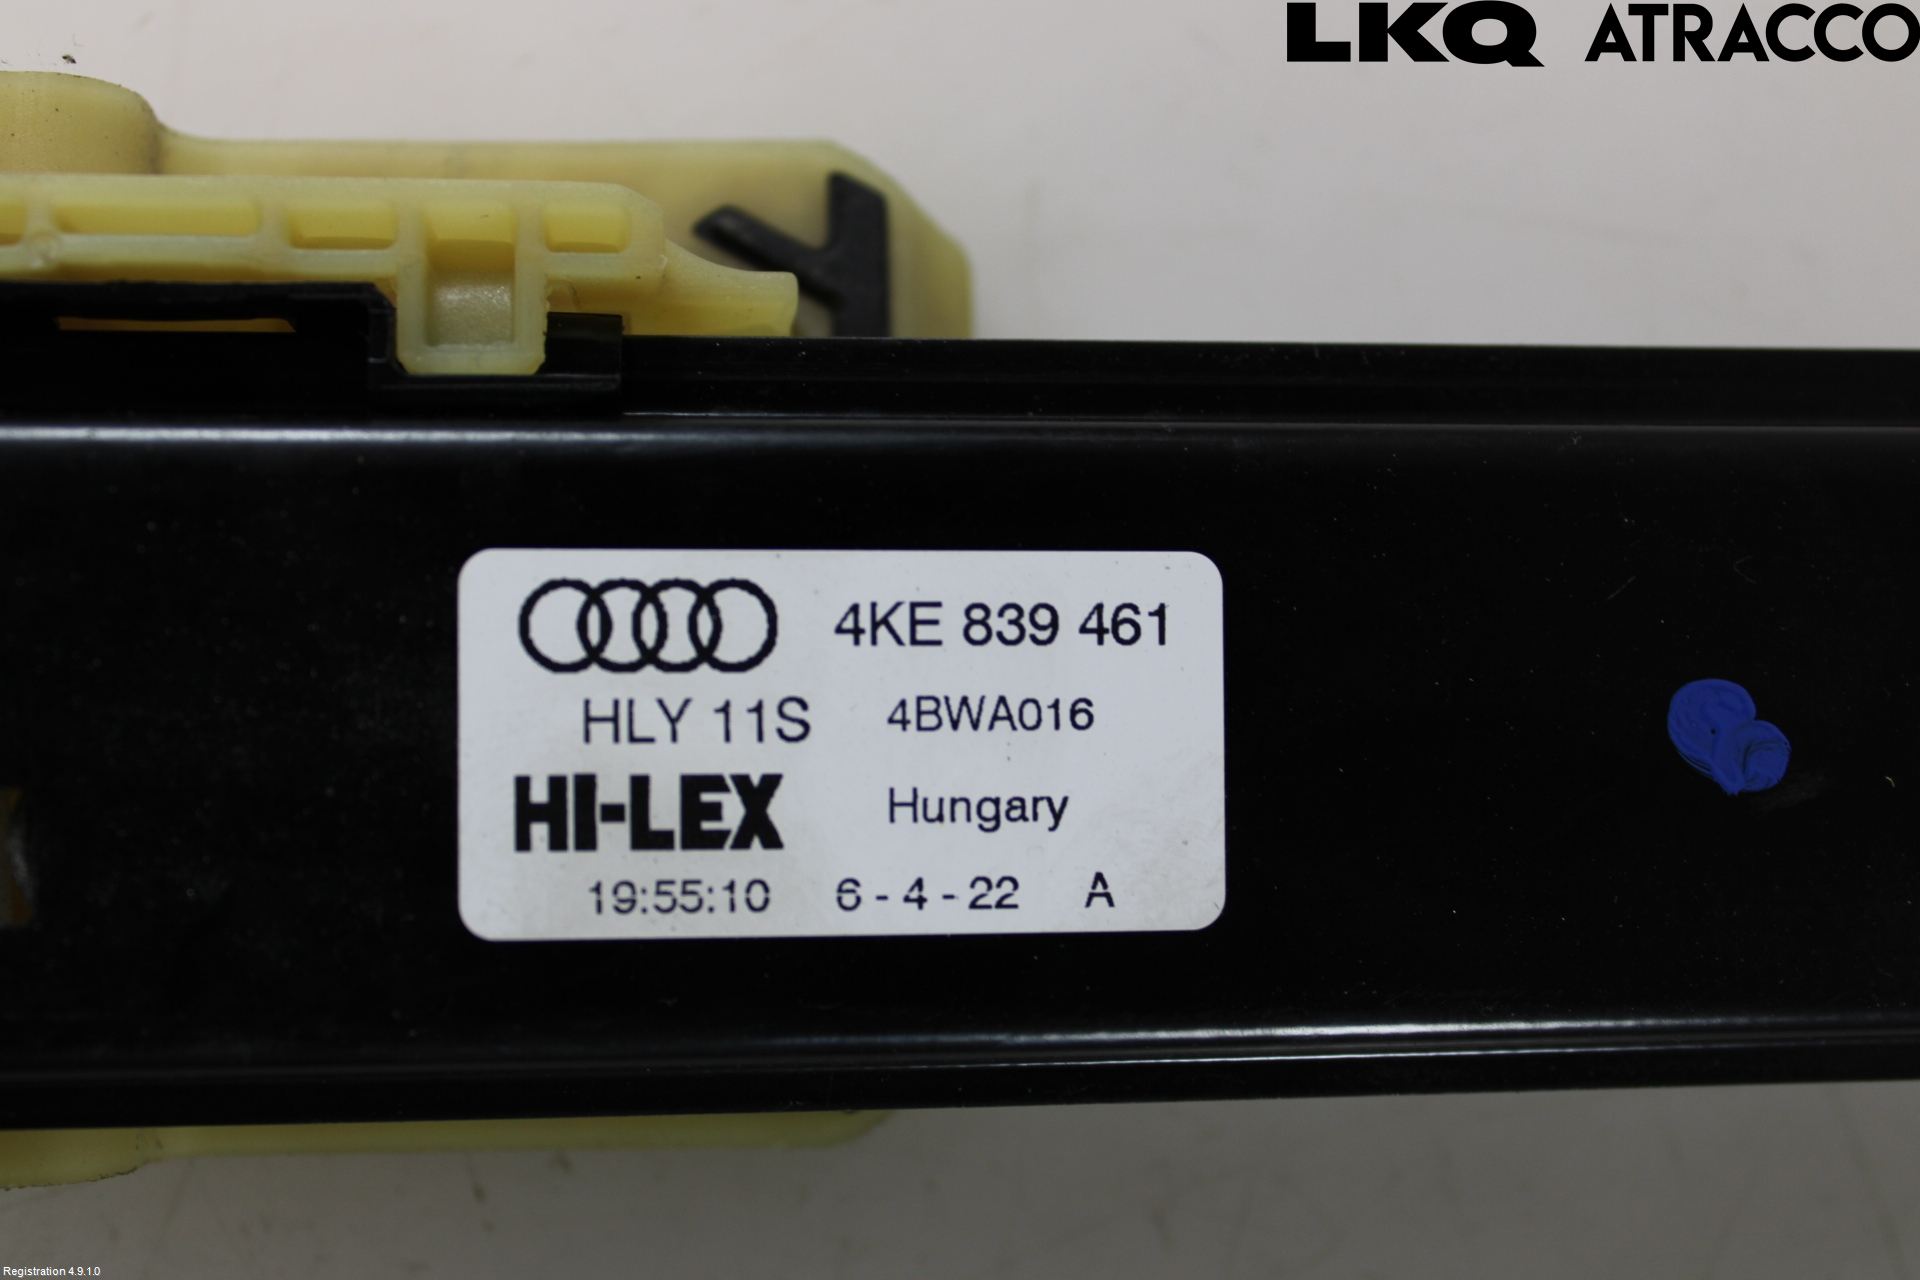 LKQ ATRACCO
4KE 839 461
HLY 11S 4BWA016
HI-LEX Hungary
19:55:10 6 - 4 - 22 A
Registration 4.9.1.0